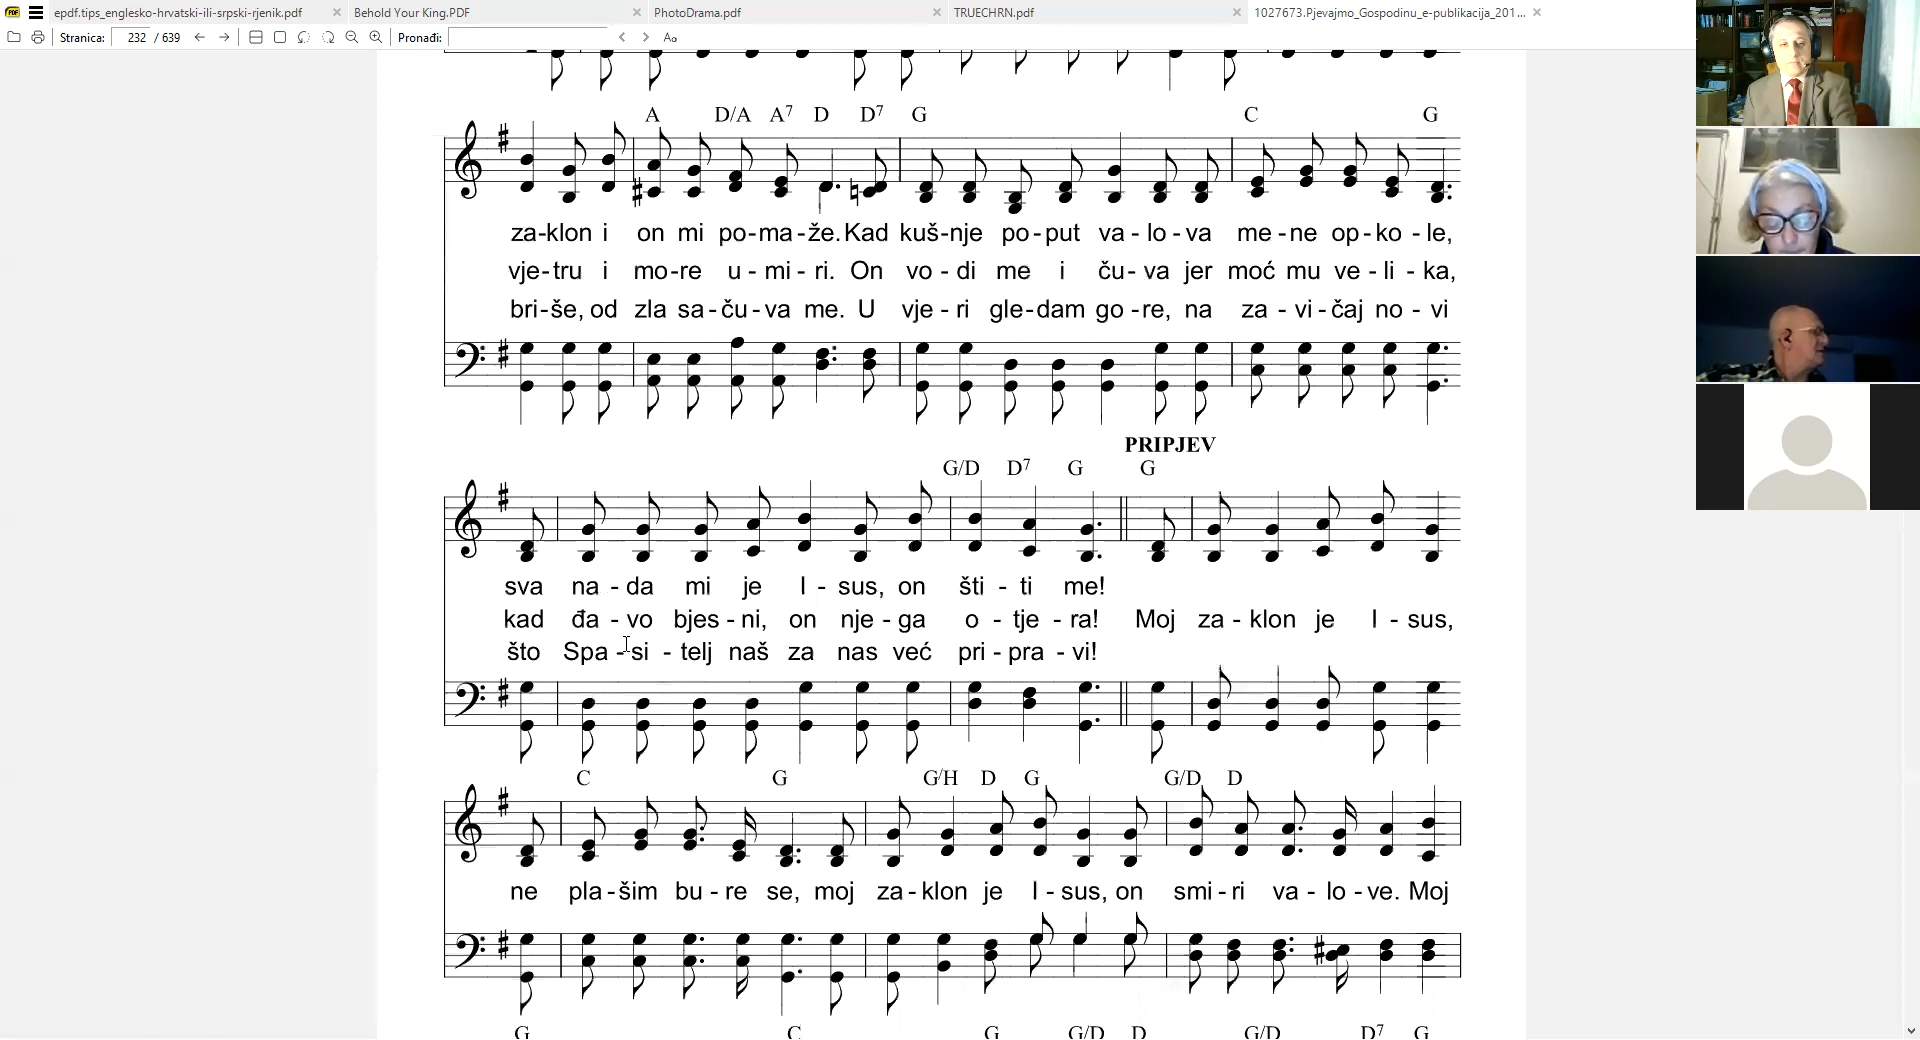 epdf.tips_englesko-hrvatski-ili-srpski-rjenik.pdf
Behold Your King.PDF
PhotoDrama.pdf
TRUECHRN.pdf
1027673.Pjevajmo_Gospodinu_e-publikacija_201...
Stranica: 232 / 639
Pronađi:
A D/A A7 D D7 G C G
za-klon i on mi po-ma-že. Kad kuš-nje po-put va-lo-va me-ne op-ko-le,
vje-tru i mo-re u-mi-ri. On vo-di me i ču-va jer moć mu ve-li-ka,
bri-še, od zla sa-ču-va me. U vje-ri gle-dam go-re, na za-vi-čaj no-vi
PRIPJEV
G/D D7 G G
sva na-da mi je I-sus, on šti-ti me!
kad đa-vo bjes-ni, on nje-ga o-tje-ra! Moj za-klon je I-sus,
što Spa-si-telj naš za nas već pri-pra-vi!
C G G/H D G G/D D
ne pla-šim bu-re se, moj za-klon je I-sus, on smi-ri va-lo-ve. Moj
G C G G/D D G/D D7 G